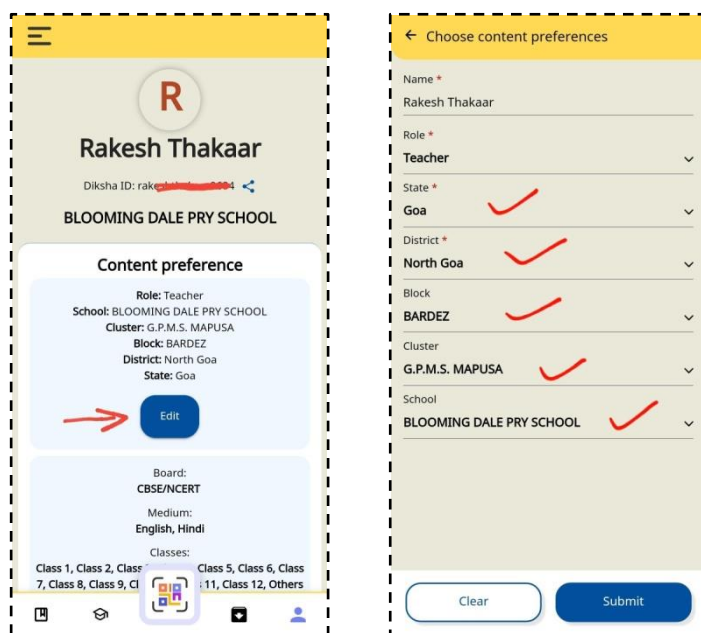 R
Rakesh Thakaar
Diksha ID:
BLOOMING DALE PRY SCHOOL
Content preference
Role: Teacher
School: BLOOMING DALE PRY SCHOOL
Cluster: G.P.M.S. MAPUSA
Block: BARDEZ
District: North Goa
State: Goa
Edit
Board:
CBSE/NCERT
Medium:
English, Hindi
Classes:
Class 1, Class 2, Class Class 5, Class 6, Class
7, Class 8, Class 9, 11, Class 12, Others
← Choose content preferences
Name *
Rakesh Thakaar
Role *
Teacher
State *
Goa
District *
North Goa
Block
BARDEZ
Cluster
G.P.M.S. MAPUSA
School
BLOOMING DALE PRY SCHOOL
Clear Submit